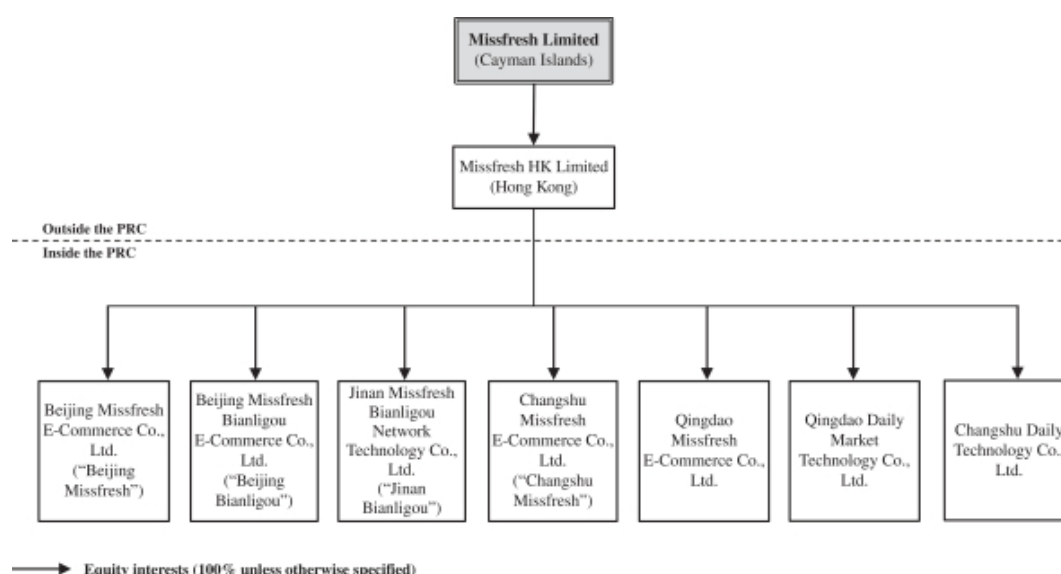 Missfresh Limited
(Cayman Islands)
Missfresh HK Limited
(Hong Kong)
Outside the PRC
Inside the PRC
Beijing Missfresh
E-Commerce Co.,
Ltd.
(“Beijing
Missfresh”)
Beijing Missfresh
Bianligou
E-Commerce Co.,
Ltd.
(“Beijing
Bianligou”)
Jinan Missfresh
Bianligou
Network
Technology Co.,
Ltd.
(“Jinan
Bianligou”)
Changshu
Missfresh
E-Commerce Co.,
Ltd.
(“Changshu
Missfresh”)
Qingdao
Missfresh
E-Commerce Co.,
Ltd.
Qingdao Daily
Market
Technology Co.,
Ltd.
Changshu Daily
Technology Co.
Ltd.
Equity interests (100% unless otherwise specified)